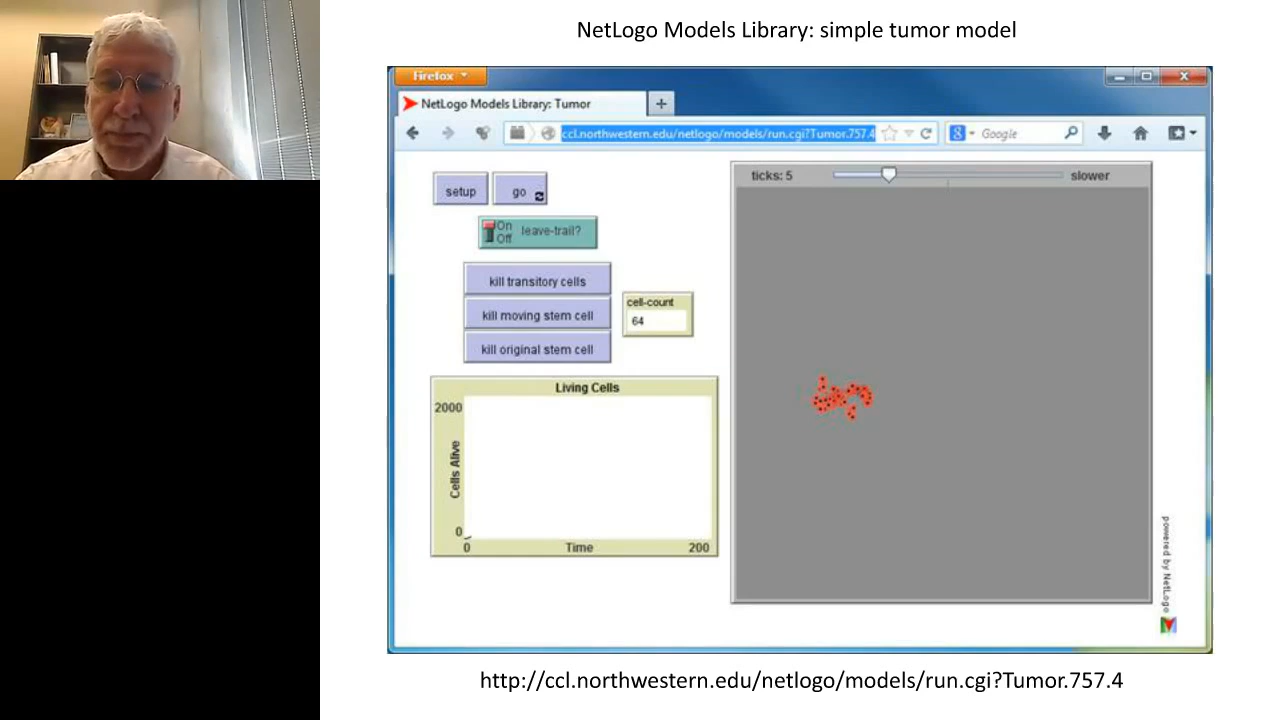 NetLogo Models Library: simple tumor model
Firefox
NetLogo Models Library: Tumor
ccl.northwestern.edu/netlogo/models/run.cgi?Tumor.757.4
Google
setup
go
On
Off
leave-trail?
kill transitory cells
kill moving stem cell
kill original stem cell
cell-count
64
Living Cells
2000
Cells Alive
0
0
Time
200
ticks: 5
slower
powered by NetLogo
http://ccl.northwestern.edu/netlogo/models/run.cgi?Tumor.757.4